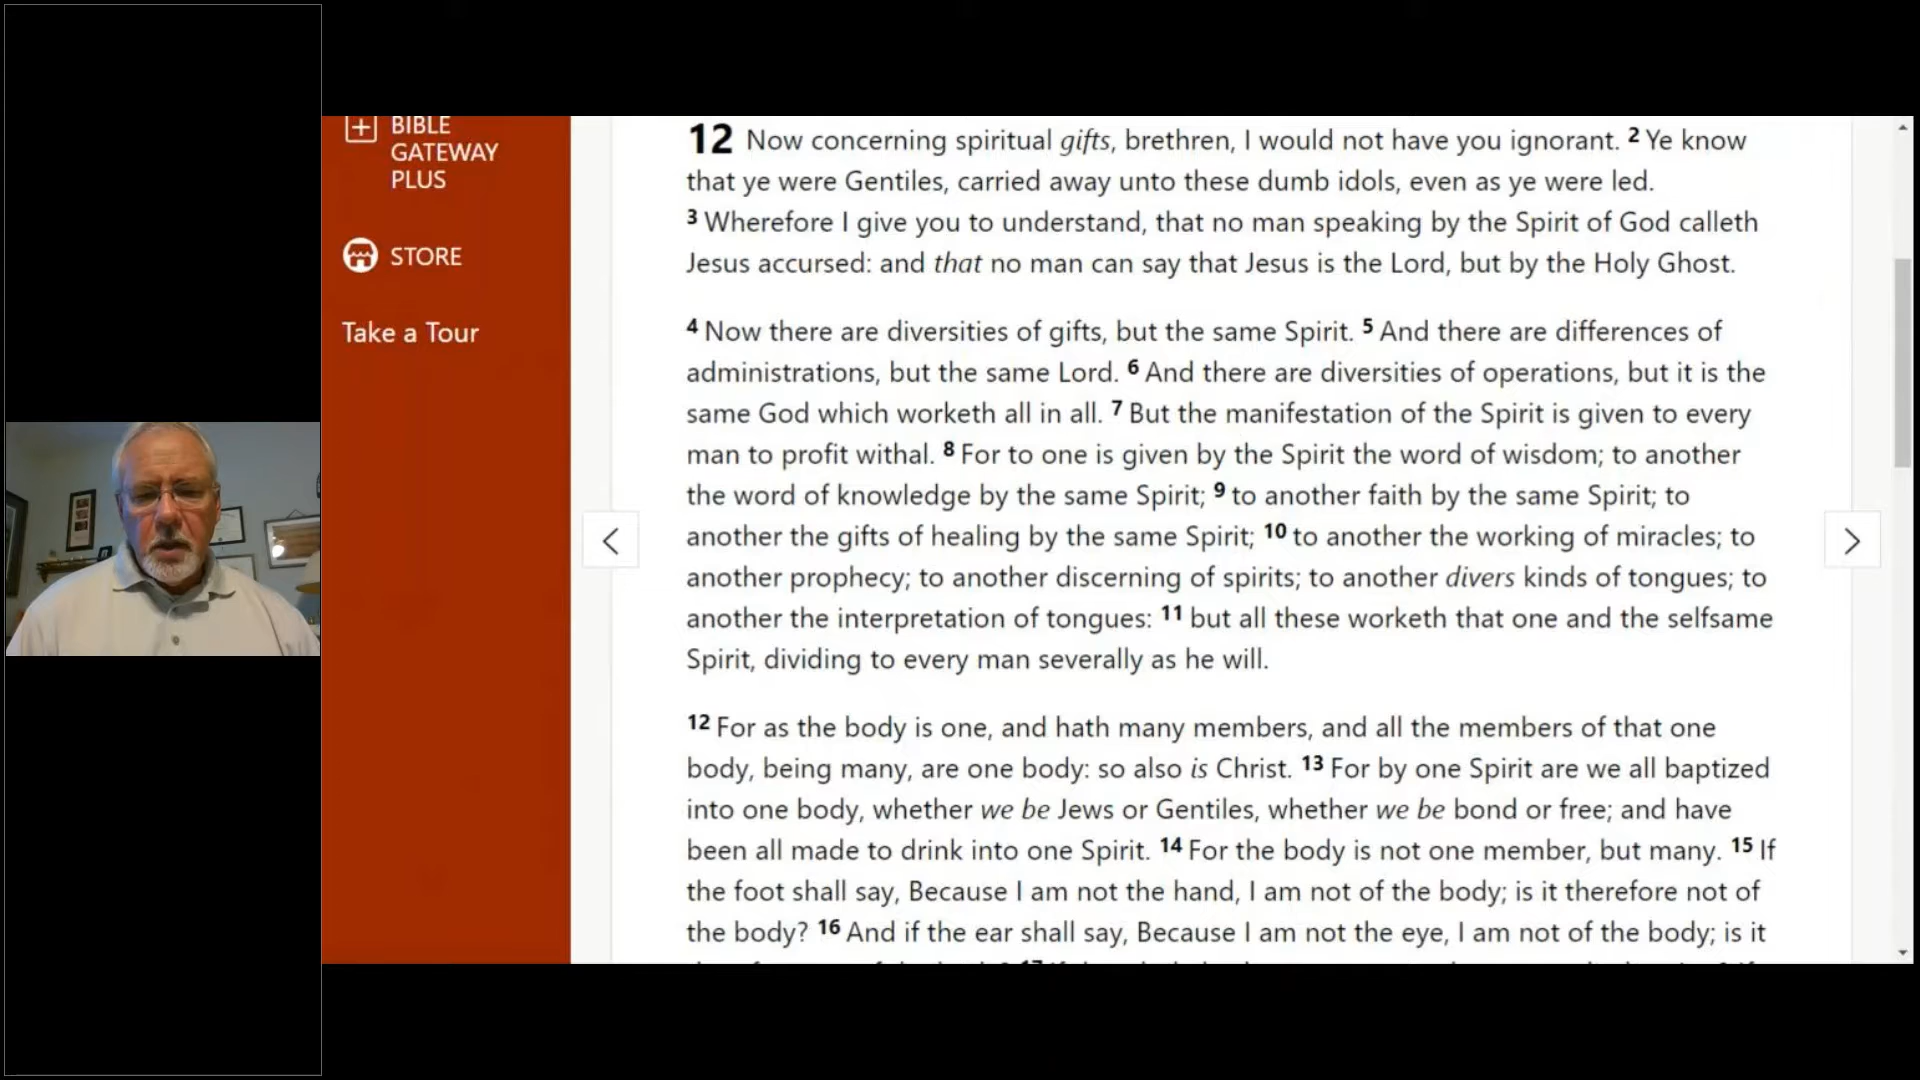 BIBLE
GATEWAY
PLUS
STORE
Take a Tour
12 Now concerning spiritual gifts, brethren, I would not have you ignorant. 2 Ye know
that ye were Gentiles, carried away unto these dumb idols, even as ye were led.
3 Wherefore I give you to understand, that no man speaking by the Spirit of God calleth
Jesus accursed: and that no man can say that Jesus is the Lord, but by the Holy Ghost.
4 Now there are diversities of gifts, but the same Spirit. 5 And there are differences of
administrations, but the same Lord. 6 And there are diversities of operations, but it is the
same God which worketh all in all. 7 But the manifestation of the Spirit is given to every
man to profit withal. 8 For to one is given by the Spirit the word of wisdom; to another
the word of knowledge by the same Spirit; 9 to another faith by the same Spirit; to
another the gifts of healing by the same Spirit; 10 to another the working of miracles; to
another prophecy; to another discerning of spirits; to another divers kinds of tongues; to
another the interpretation of tongues: 11 but all these worketh that one and the selfsame
Spirit, dividing to every man severally as he will.
12 For as the body is one, and hath many members, and all the members of that one
body, being many, are one body: so also is Christ. 13 For by one Spirit are we all baptized
into one body, whether we be Jews or Gentiles, whether we be bond or free; and have
been all made to drink into one Spirit. 14 For the body is not one member, but many. 15 If
the foot shall say, Because I am not the hand, I am not of the body; is it therefore not of
the body? 16 And if the ear shall say, Because I am not the eye, I am not of the body; is it